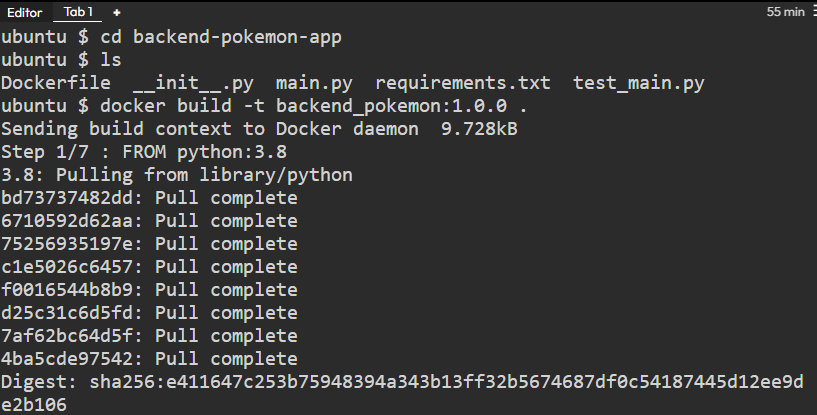 Editor Tab 1 + 55 min
ubuntu $ cd backend-pokemon-app
ubuntu $ ls
Dockerfile  __init__.py  main.py  requirements.txt  test_main.py
ubuntu $ docker build -t backend_pokemon:1.0.0 .
Sending build context to Docker daemon  9.728kB
Step 1/7 : FROM python:3.8
3.8: Pulling from library/python
bd73737482dd: Pull complete
6710592d62aa: Pull complete
75256935197e: Pull complete
c1e5026c6457: Pull complete
f0016544b8b9: Pull complete
d25c31c6d5fd: Pull complete
7af62bc64d5f: Pull complete
4ba5cde97542: Pull complete
Digest: sha256:e411647c253b75948394a343b13ff32b5674687df0c54187445d12ee9d
e2b106